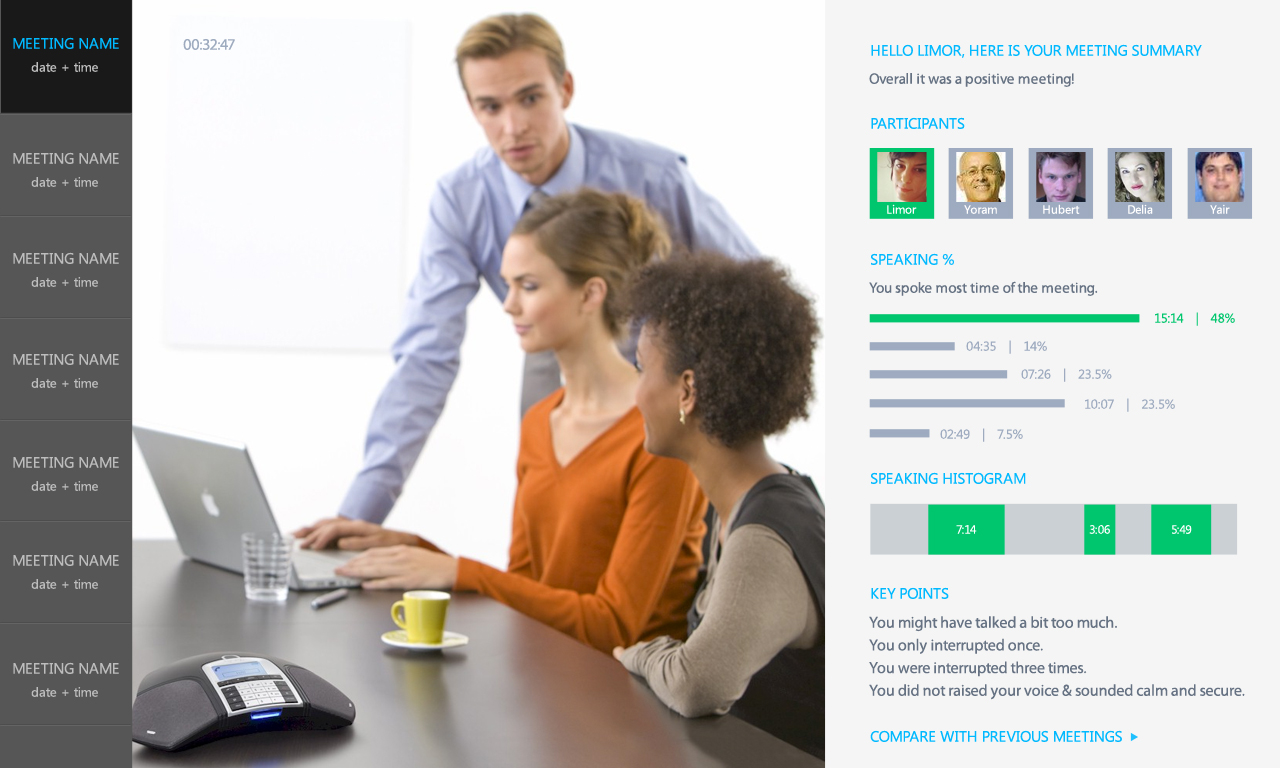 MEETING NAME
date + time
MEETING NAME
date + time
MEETING NAME
date + time
MEETING NAME
date + time
MEETING NAME
date + time
MEETING NAME
date + time
MEETING NAME
date + time
00:32:47
HELLO LIMOR, HERE IS YOUR MEETING SUMMARY
Overall it was a positive meeting!
PARTICIPANTS
Limor Yoram Hubert Delia Yair
SPEAKING %
You spoke most time of the meeting.
15:14 | 48%
04:35 | 14%
07:26 | 23.5%
10:07 | 23.5%
02:49 | 7.5%
SPEAKING HISTOGRAM
7:14 3:06 5:49
KEY POINTS
You might have talked a bit too much.
You only interrupted once.
You were interrupted three times.
You did not raised your voice & sounded calm and secure.
COMPARE WITH PREVIOUS MEETINGS ►